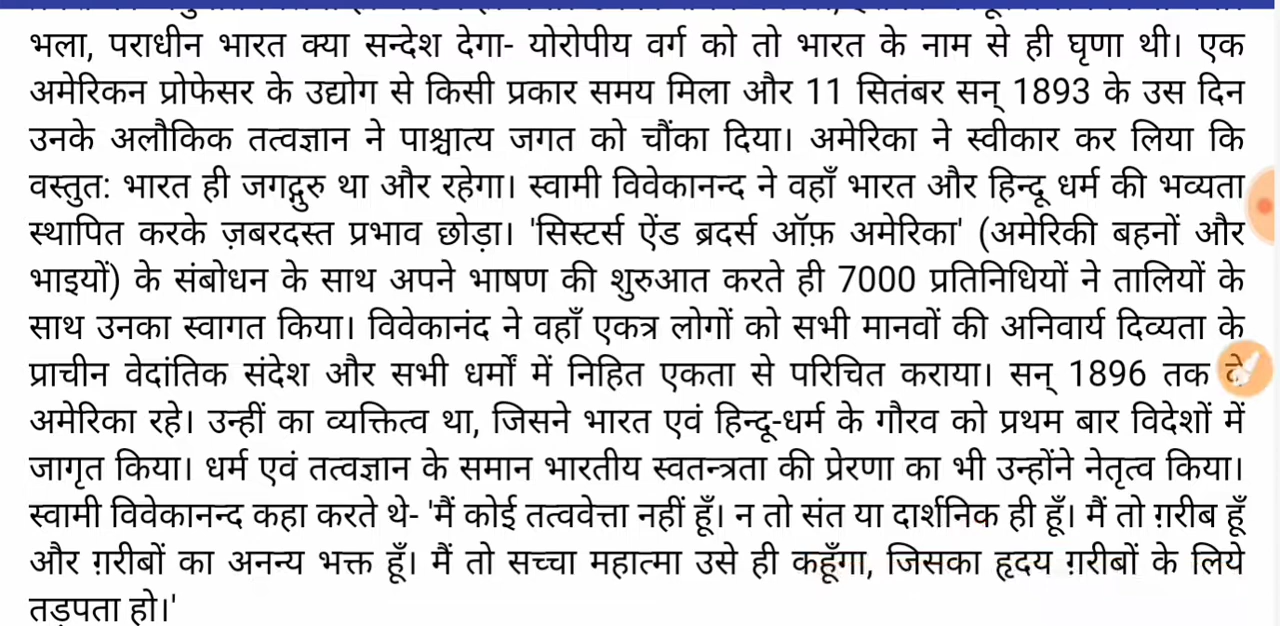 भला, पराधीन भारत क्या सन्देश देगा- योरोपीय वर्ग को तो भारत के नाम से ही घृणा थी। एक
अमेरिकन प्रोफेसर के उद्योग से किसी प्रकार समय मिला और 11 सितंबर सन् 1893 के उस दिन
उनके अलौकिक तत्वज्ञान ने पाश्चात्य जगत को चौंका दिया। अमेरिका ने स्वीकार कर लिया कि
वस्तुत: भारत ही जगद्गुरु था और रहेगा। स्वामी विवेकानन्द ने वहाँ भारत और हिन्दू धर्म की भव्यता
स्थापित करके ज़बरदस्त प्रभाव छोड़ा। 'सिस्टर्स ऐंड ब्रदर्स ऑफ़ अमेरिका' (अमेरिकी बहनों और
भाइयों) के संबोधन के साथ अपने भाषण की शुरुआत करते ही 7000 प्रतिनिधियों ने तालियों के
साथ उनका स्वागत किया। विवेकानंद ने वहाँ एकत्र लोगों को सभी मानवों की अनिवार्य दिव्यता के
प्राचीन वेदांतिक संदेश और सभी धर्मों में निहित एकता से परिचित कराया। सन् 1896 तक वे
अमेरिका रहे। उन्हीं का व्यक्तित्व था, जिसने भारत एवं हिन्दू-धर्म के गौरव को प्रथम बार विदेशों में
जागृत किया। धर्म एवं तत्वज्ञान के समान भारतीय स्वतन्त्रता की प्रेरणा का भी उन्होंने नेतृत्व किया।
स्वामी विवेकानन्द कहा करते थे- 'मैं कोई तत्ववेत्ता नहीं हूँ। न तो संत या दार्शनिक ही हूँ। मैं तो ग़रीब हूँ
और ग़रीबों का अनन्य भक्त हूँ। मैं तो सच्चा महात्मा उसे ही कहूँगा, जिसका हृदय ग़रीबों के लिये
तड़पता हो।'